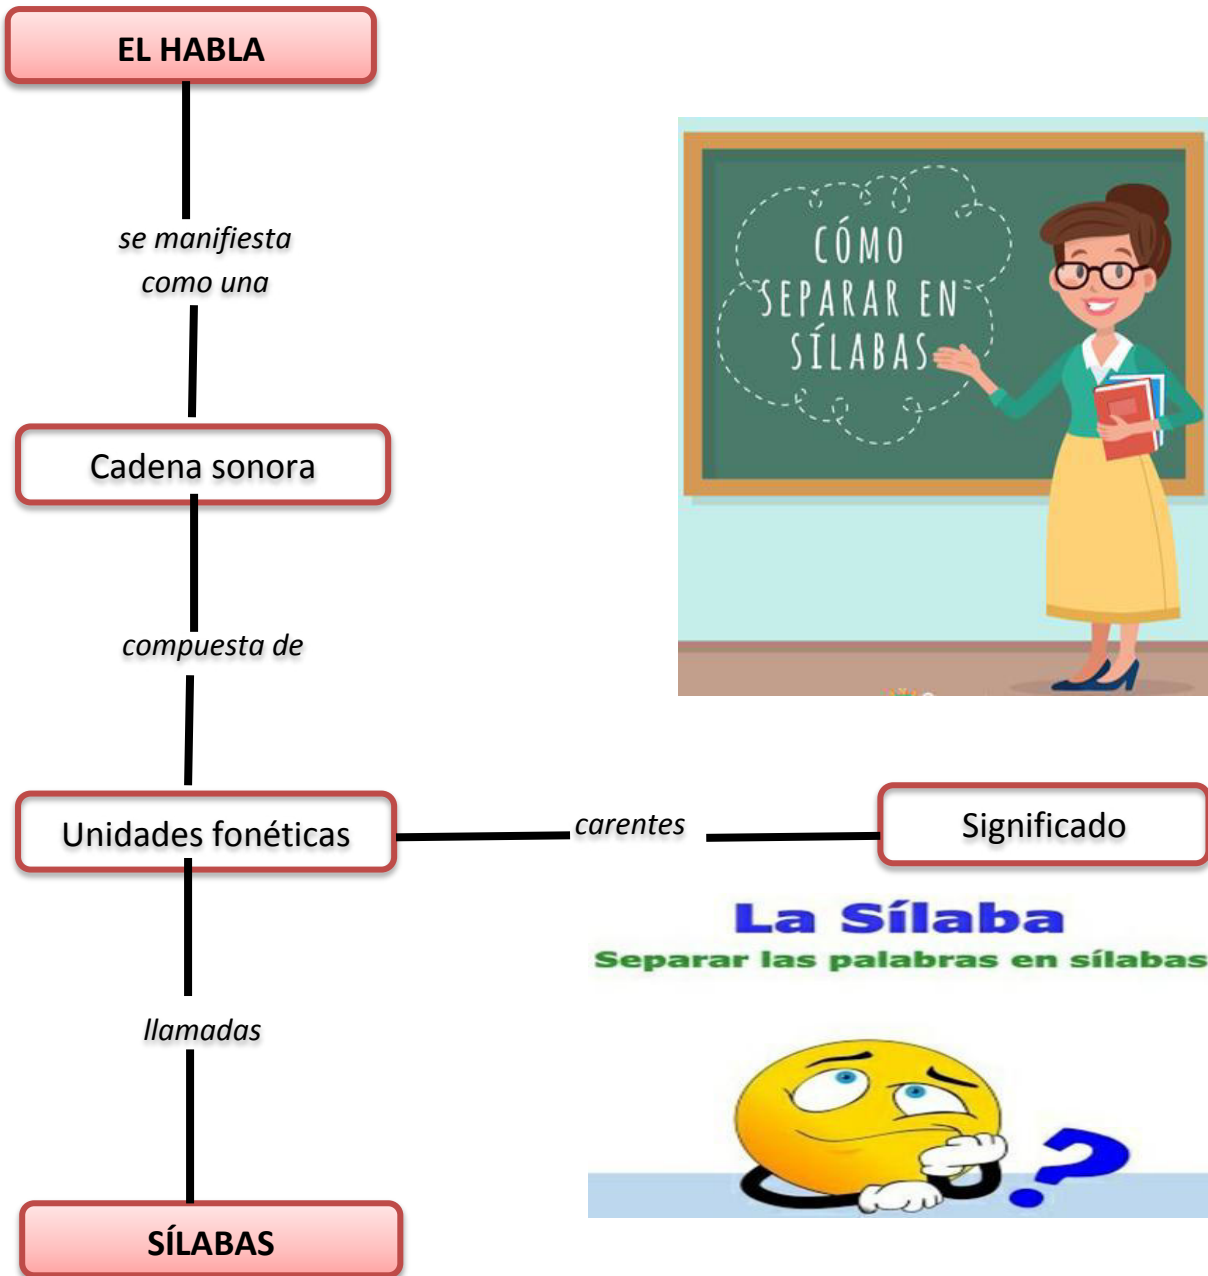 EL HABLA
se manifiesta
como una
Cadena sonora
compuesta de
Unidades fonéticas
carentes
Significado
llamadas
SÍLABAS
CÓMO
SEPARAR EN
SÍLABAS
La Sílaba
Separar las palabras en sílabas
?